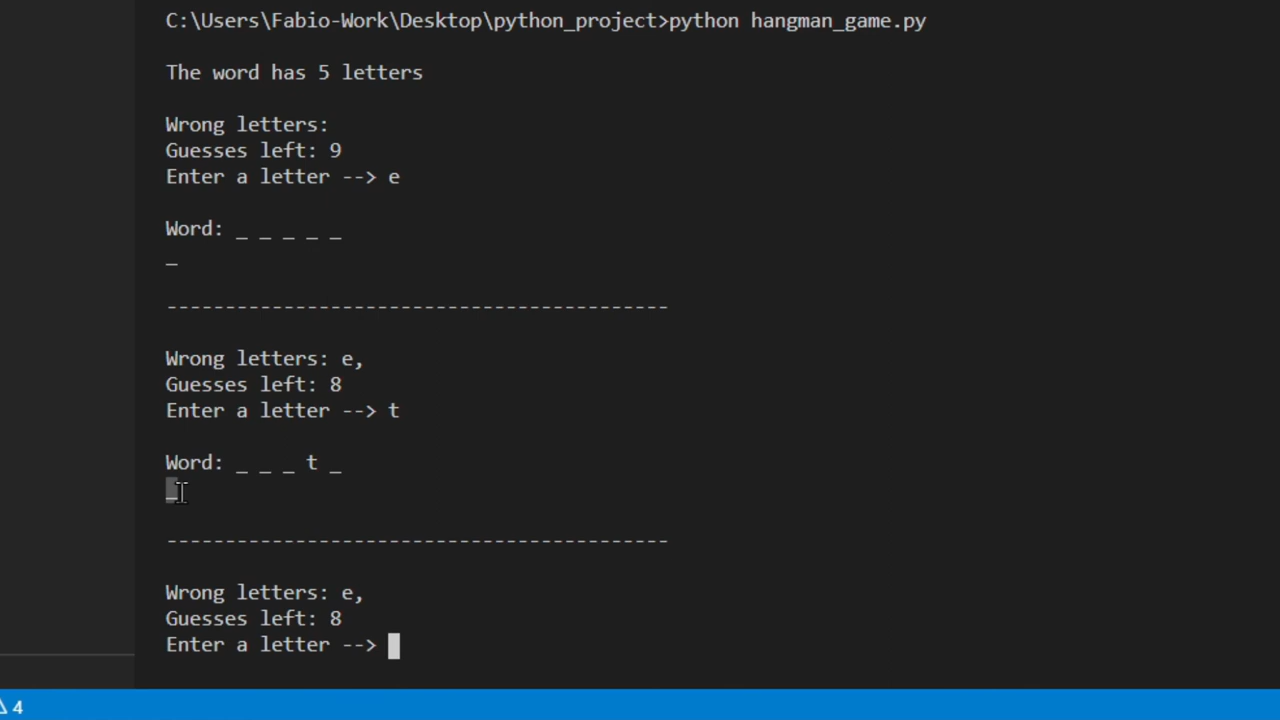 C:\Users\Fabio-Work\Desktop\python_project>python hangman_game.py
The word has 5 letters
Wrong letters:
Guesses left: 9
Enter a letter --> e
Word: _ _ _ _ _
_
-------------------------------------------
Wrong letters: e,
Guesses left: 8
Enter a letter --> t
Word: _ _ _ t _
_
-------------------------------------------
Wrong letters: e,
Guesses left: 8
Enter a letter -->
4